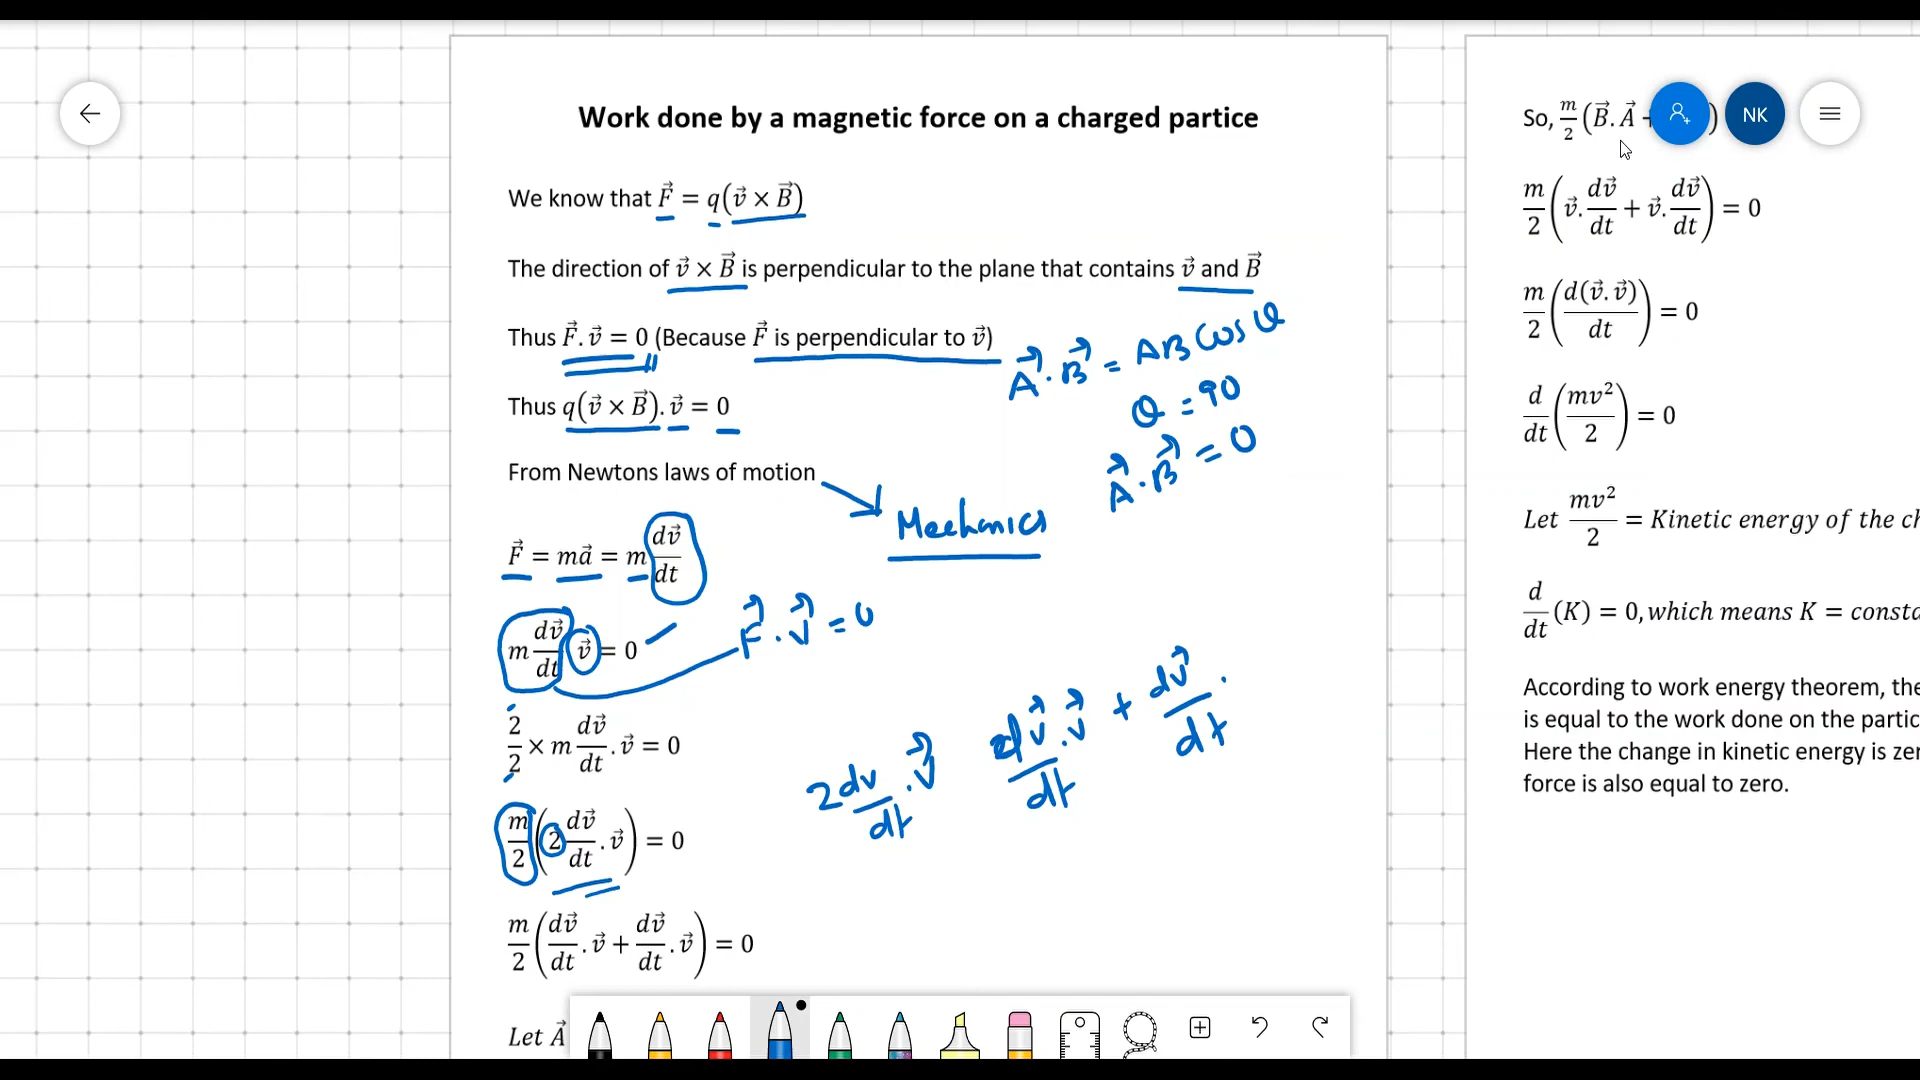 Work done by a magnetic force on a charged partice
We know that F⃗ = q(v⃗ × B⃗)
The direction of v⃗ × B⃗ is perpendicular to the plane that contains v⃗ and B⃗
Thus F⃗. v⃗ = 0 (Because F⃗ is perpendicular to v⃗)
A⃗ . B⃗ = AB Cos θ
θ = 90
A⃗ . B⃗ = 0
Thus q(v⃗ × B⃗). v⃗ = 0
From Newtons laws of motion
Mechanics
F⃗ = ma⃗ = m dv⃗/dt
m dv⃗/dt v⃗ = 0
F⃗ . V⃗ = 0
2/2 × m dv⃗/dt . v⃗ = 0
2dv/dt . V⃗
dv⃗/dt . v⃗ + dv⃗/dt .
m/2 (2 dv⃗/dt . v⃗) = 0
m/2 (dv⃗/dt . v⃗ + dv⃗/dt . v⃗) = 0
Let A⃗
So, m/2 (B⃗. A⃗
NK
m/2 (v⃗. dv⃗/dt + v⃗. dv⃗/dt) = 0
m/2 (d(v⃗. v⃗)/dt) = 0
d/dt (mv²/2) = 0
Let mv²/2 = Kinetic energy of the
d/dt (K) = 0, which means K =
According to work energy theorem,
is equal to the work done on the
Here the change in kinetic energy is
force is also equal to zero.